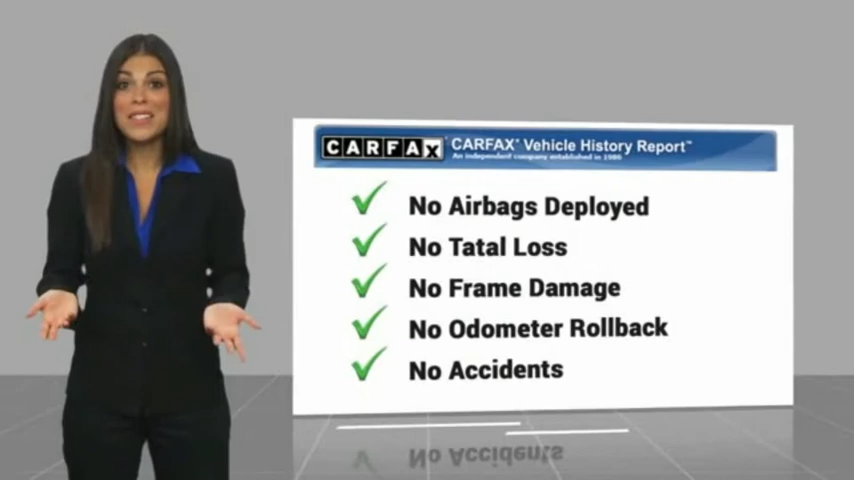 CARFAX CARFAX® Vehicle History Report™
An independent company established in 1986
No Airbags Deployed
No Tatal Loss
No Frame Damage
No Odometer Rollback
No Accidents
No Accidents